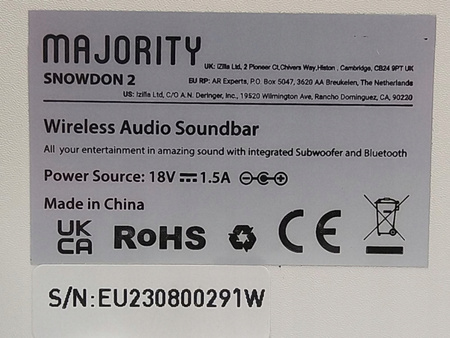 MAJORITY
UK: iZilla Ltd, 2 Pioneer Ct,Chivers Way,Histon , Cambridge, CB24 9PT UK
SNOWDON 2
EU RP: AR Experts, P.O. Box 5047, 3620 AA Breukelen, The Netherlands
US: Izilla Ltd, C/O A.N. Deringer, Inc., 19520 Wilmington Ave, Rancho Dominguez, CA, 90220
Wireless Audio Soundbar
All your entertainment in amazing sound with integrated Subwoofer and Bluetooth
Power Source: 18V 1.5A
Made in China
UK
CA
RoHS
CE
S/N:EU230800291W